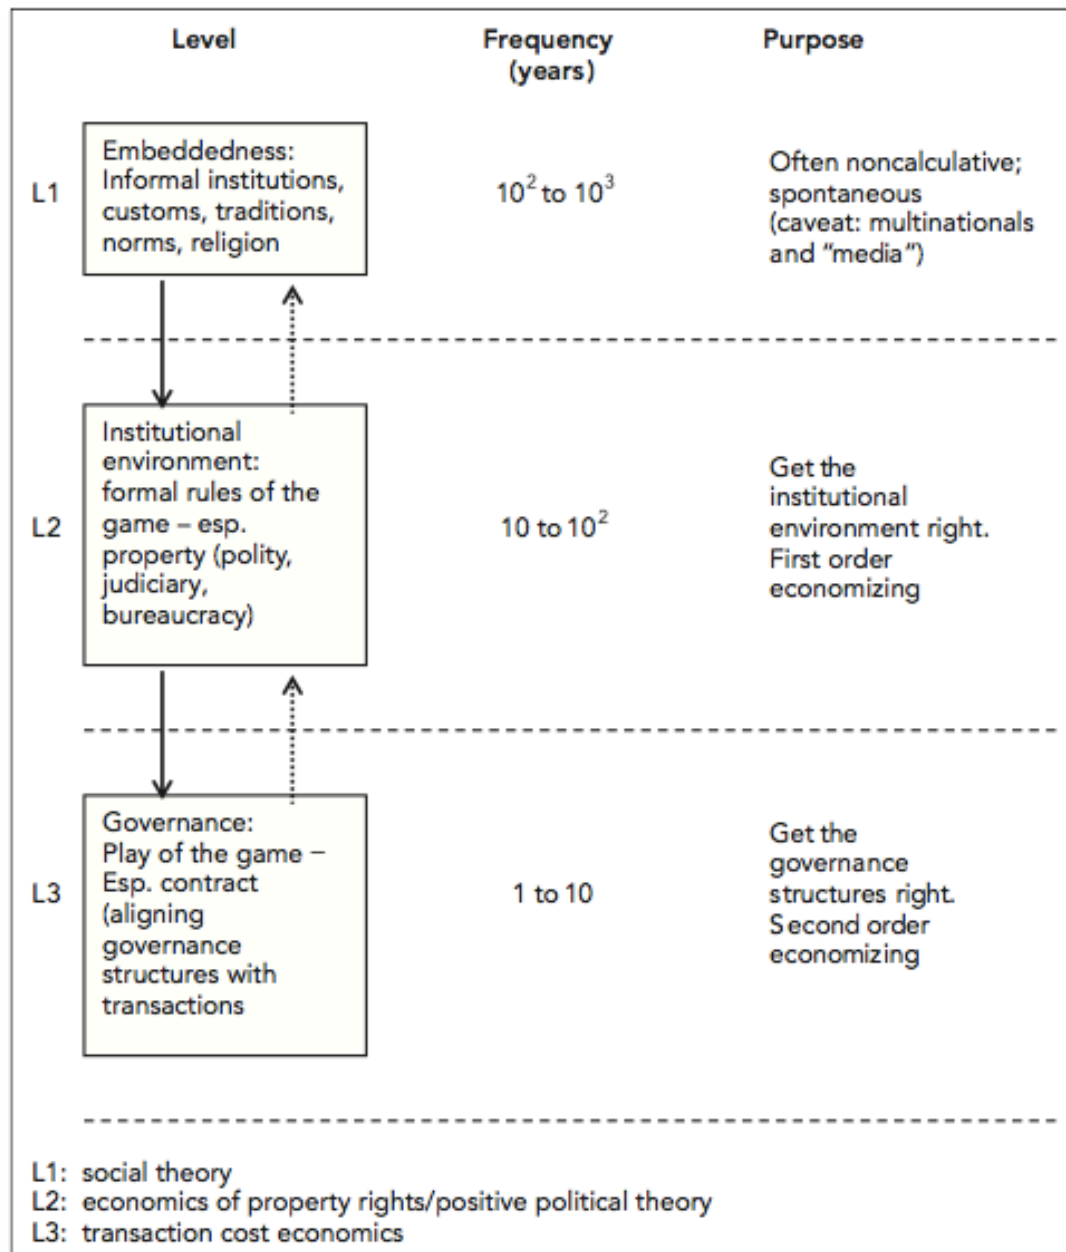 Level
Frequency
(years)
Purpose
L1
Embeddedness:
Informal institutions,
customs, traditions,
norms, religion
10² to 10³
Often noncalculative;
spontaneous
(caveat: multinationals
and “media”)
L2
Institutional
environment:
formal rules of the
game – esp.
property (polity,
judiciary,
bureaucracy)
10 to 10²
Get the
institutional
environment right.
First order
economizing
L3
Governance:
Play of the game –
Esp. contract
(aligning
governance
structures with
transactions
1 to 10
Get the
governance
structures right.
Second order
economizing
L1: social theory
L2: economics of property rights/positive political theory
L3: transaction cost economics